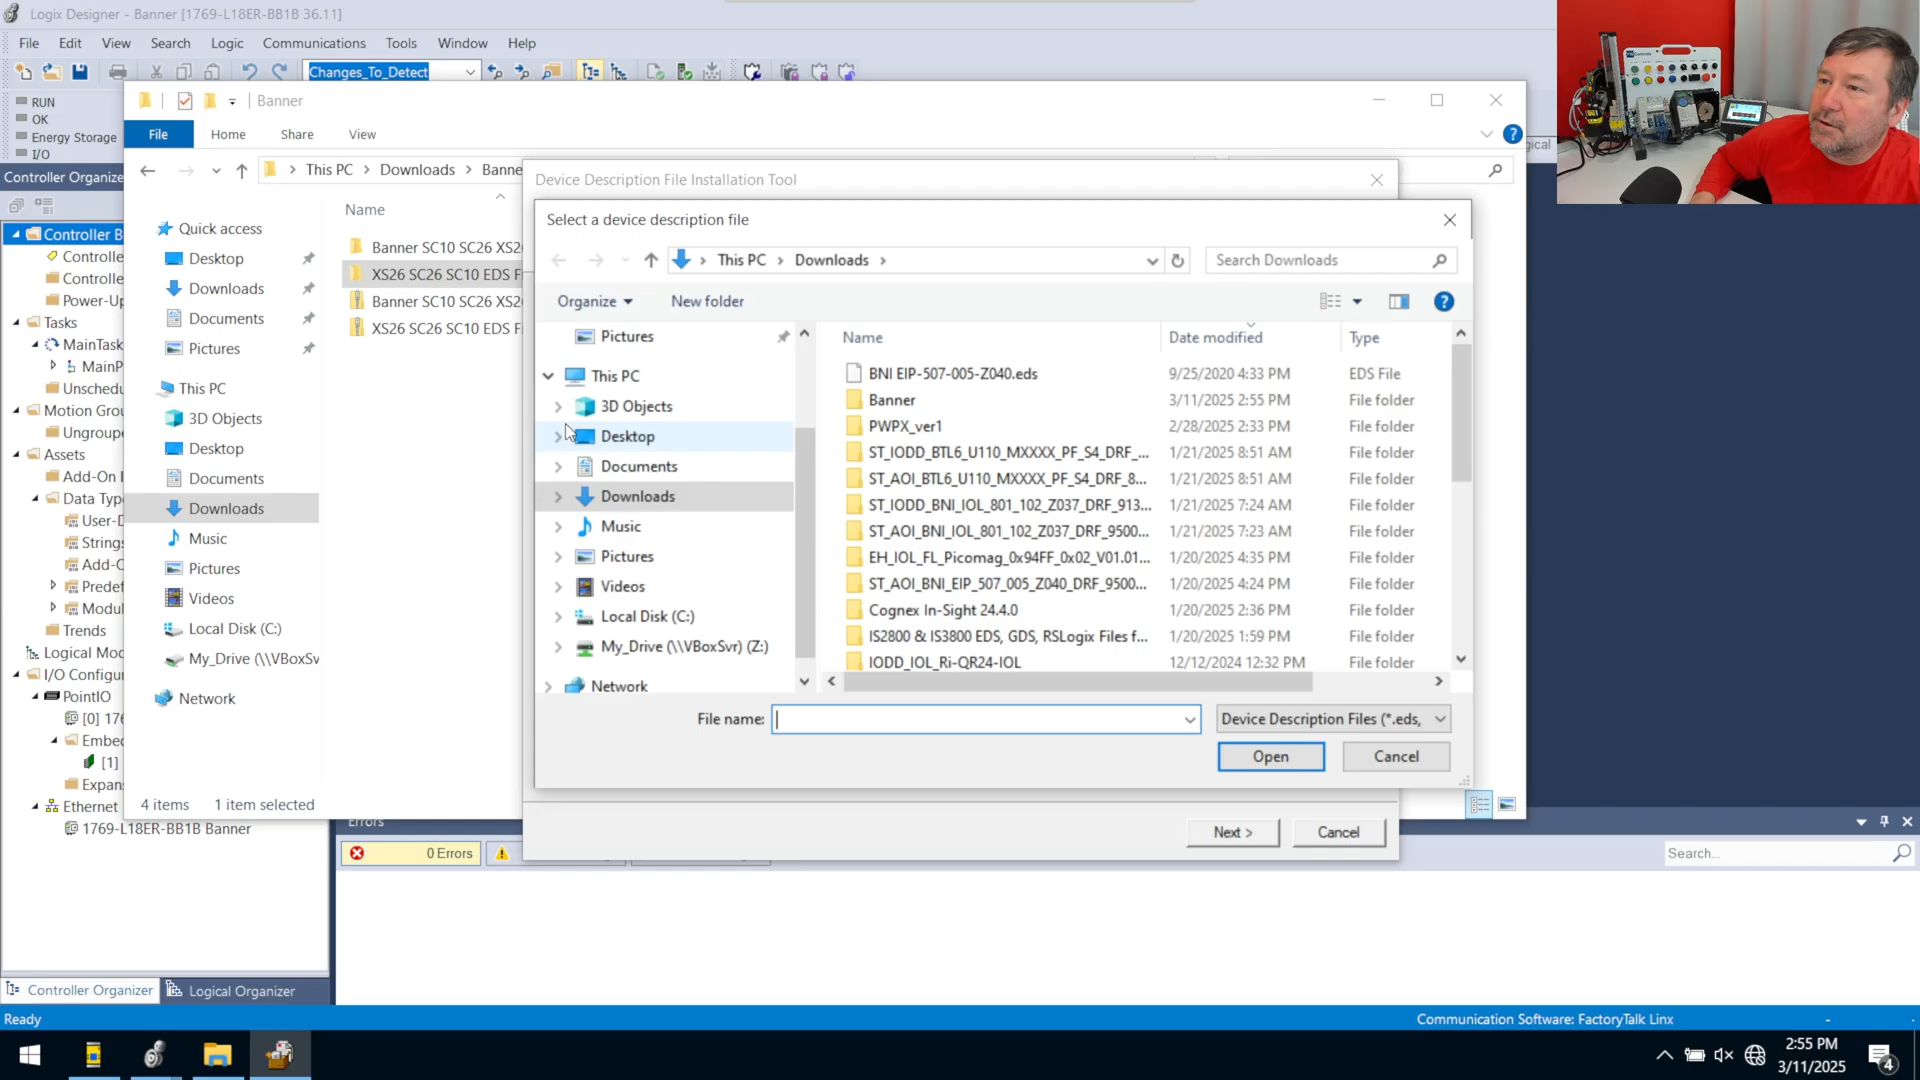 Logix Designer - Banner [1769-L18ER-BB1B 36.11]
File Edit View Search Logic Communications Tools Window Help
Changes_To_Detect
RUN
OK
Energy Storage
I/O
Banner
File Home Share View
This PC > Downloads > Banne
Controller Organize
Name
Quick access
Desktop
Downloads
Documents
Pictures
This PC
3D Objects
Desktop
Documents
Downloads
Music
Pictures
Videos
Local Disk (C:)
My_Drive (\\VBoxSv
Network
Banner SC10 SC26 XS2
XS26 SC26 SC10 EDS F
Banner SC10 SC26 XS2
XS26 SC26 SC10 EDS F
4 items 1 item selected
Controller B
Controlle
Controlle
Power-U
Tasks
MainTask
MainP
Unschedu
Motion Grou
Ungroupe
Assets
Add-On I
Data Typ
User-D
Strings
Add-O
Predef
Modul
Trends
Logical Mod
I/O Configur
PointIO
[0] 176
Embed
[1]
Expans
Ethernet
1769-L18ER-BB1B Banner
Device Description File Installation Tool
Select a device description file
This PC > Downloads >
Search Downloads
Organize New folder
Pictures
This PC
3D Objects
Desktop
Documents
Downloads
Music
Pictures
Videos
Local Disk (C:)
My_Drive (\\VBoxSvr) (Z:)
Network
Name Date modified Type
BNI EIP-507-005-Z040.eds 9/25/2020 4:33 PM EDS File
Banner 3/11/2025 2:55 PM File folder
PWPX_ver1 2/28/2025 2:33 PM File folder
ST_IODD_BTL6_U110_MXXXX_PF_S4_DRF_... 1/21/2025 8:51 AM File folder
ST_AOI_BTL6_U110_MXXXX_PF_S4_DRF_8... 1/21/2025 8:51 AM File folder
ST_IODD_BNI_IOL_801_102_Z037_DRF_913... 1/21/2025 7:24 AM File folder
ST_AOI_BNI_IOL_801_102_Z037_DRF_9500... 1/21/2025 7:23 AM File folder
EH_IOL_FL_Picomag_0x94FF_0x02_V01.01... 1/20/2025 4:35 PM File folder
ST_AOI_BNI_EIP_507_005_Z040_DRF_9500... 1/20/2025 4:24 PM File folder
Cognex In-Sight 24.4.0 1/20/2025 2:36 PM File folder
IS2800 & IS3800 EDS, GDS, RSLogix Files f... 1/20/2025 1:59 PM File folder
IODD_IOL_Ri-QR24-IOL 12/12/2024 12:32 PM File folder
File name: Device Description Files (*.eds,
Open Cancel
Next > Cancel
gical
Errors
0 Errors
Search...
Controller Organizer Logical Organizer
Ready
Communication Software: FactoryTalk Linx
2:55 PM
3/11/2025
4